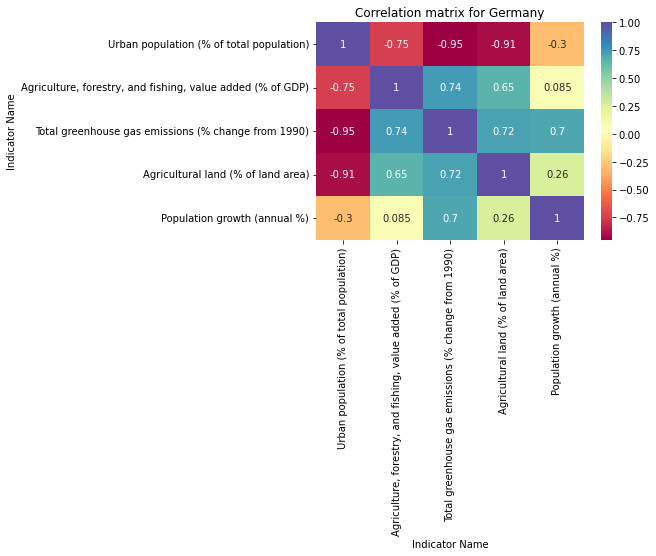 Correlation matrix for Germany
Indicator Name
Urban population (% of total population)
1 -0.75 -0.95 -0.91 -0.3
Agriculture, forestry, and fishing, value added (% of GDP)
-0.75 1 0.74 0.65 0.085
Total greenhouse gas emissions (% change from 1990)
-0.95 0.74 1 0.72 0.7
Agricultural land (% of land area)
-0.91 0.65 0.72 1 0.26
Population growth (annual %)
-0.3 0.085 0.7 0.26 1
1.00
0.75
0.50
0.25
0.00
−0.25
−0.50
−0.75
Urban population (% of total population)
Agriculture, forestry, and fishing, value added (% of GDP)
Total greenhouse gas emissions (% change from 1990)
Agricultural land (% of land area)
Population growth (annual %)
Indicator Name